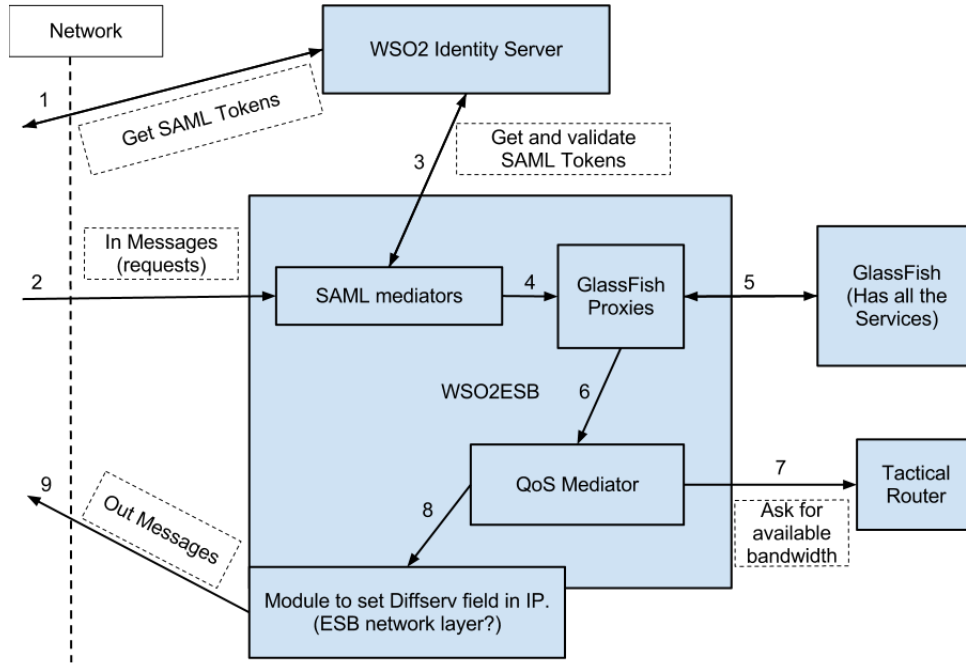 Network
WSO2 Identity Server
1
Get SAML Tokens
3
Get and validate
SAML Tokens
In Messages
(requests)
2
SAML mediators
4
GlassFish
Proxies
5
GlassFish
(Has all the
Services)
WSO2ESB
6
QoS Mediator
7
Tactical
Router
Ask for
available
bandwidth
8
9
Out Messages
Module to set Diffserv field in IP.
(ESB network layer?)